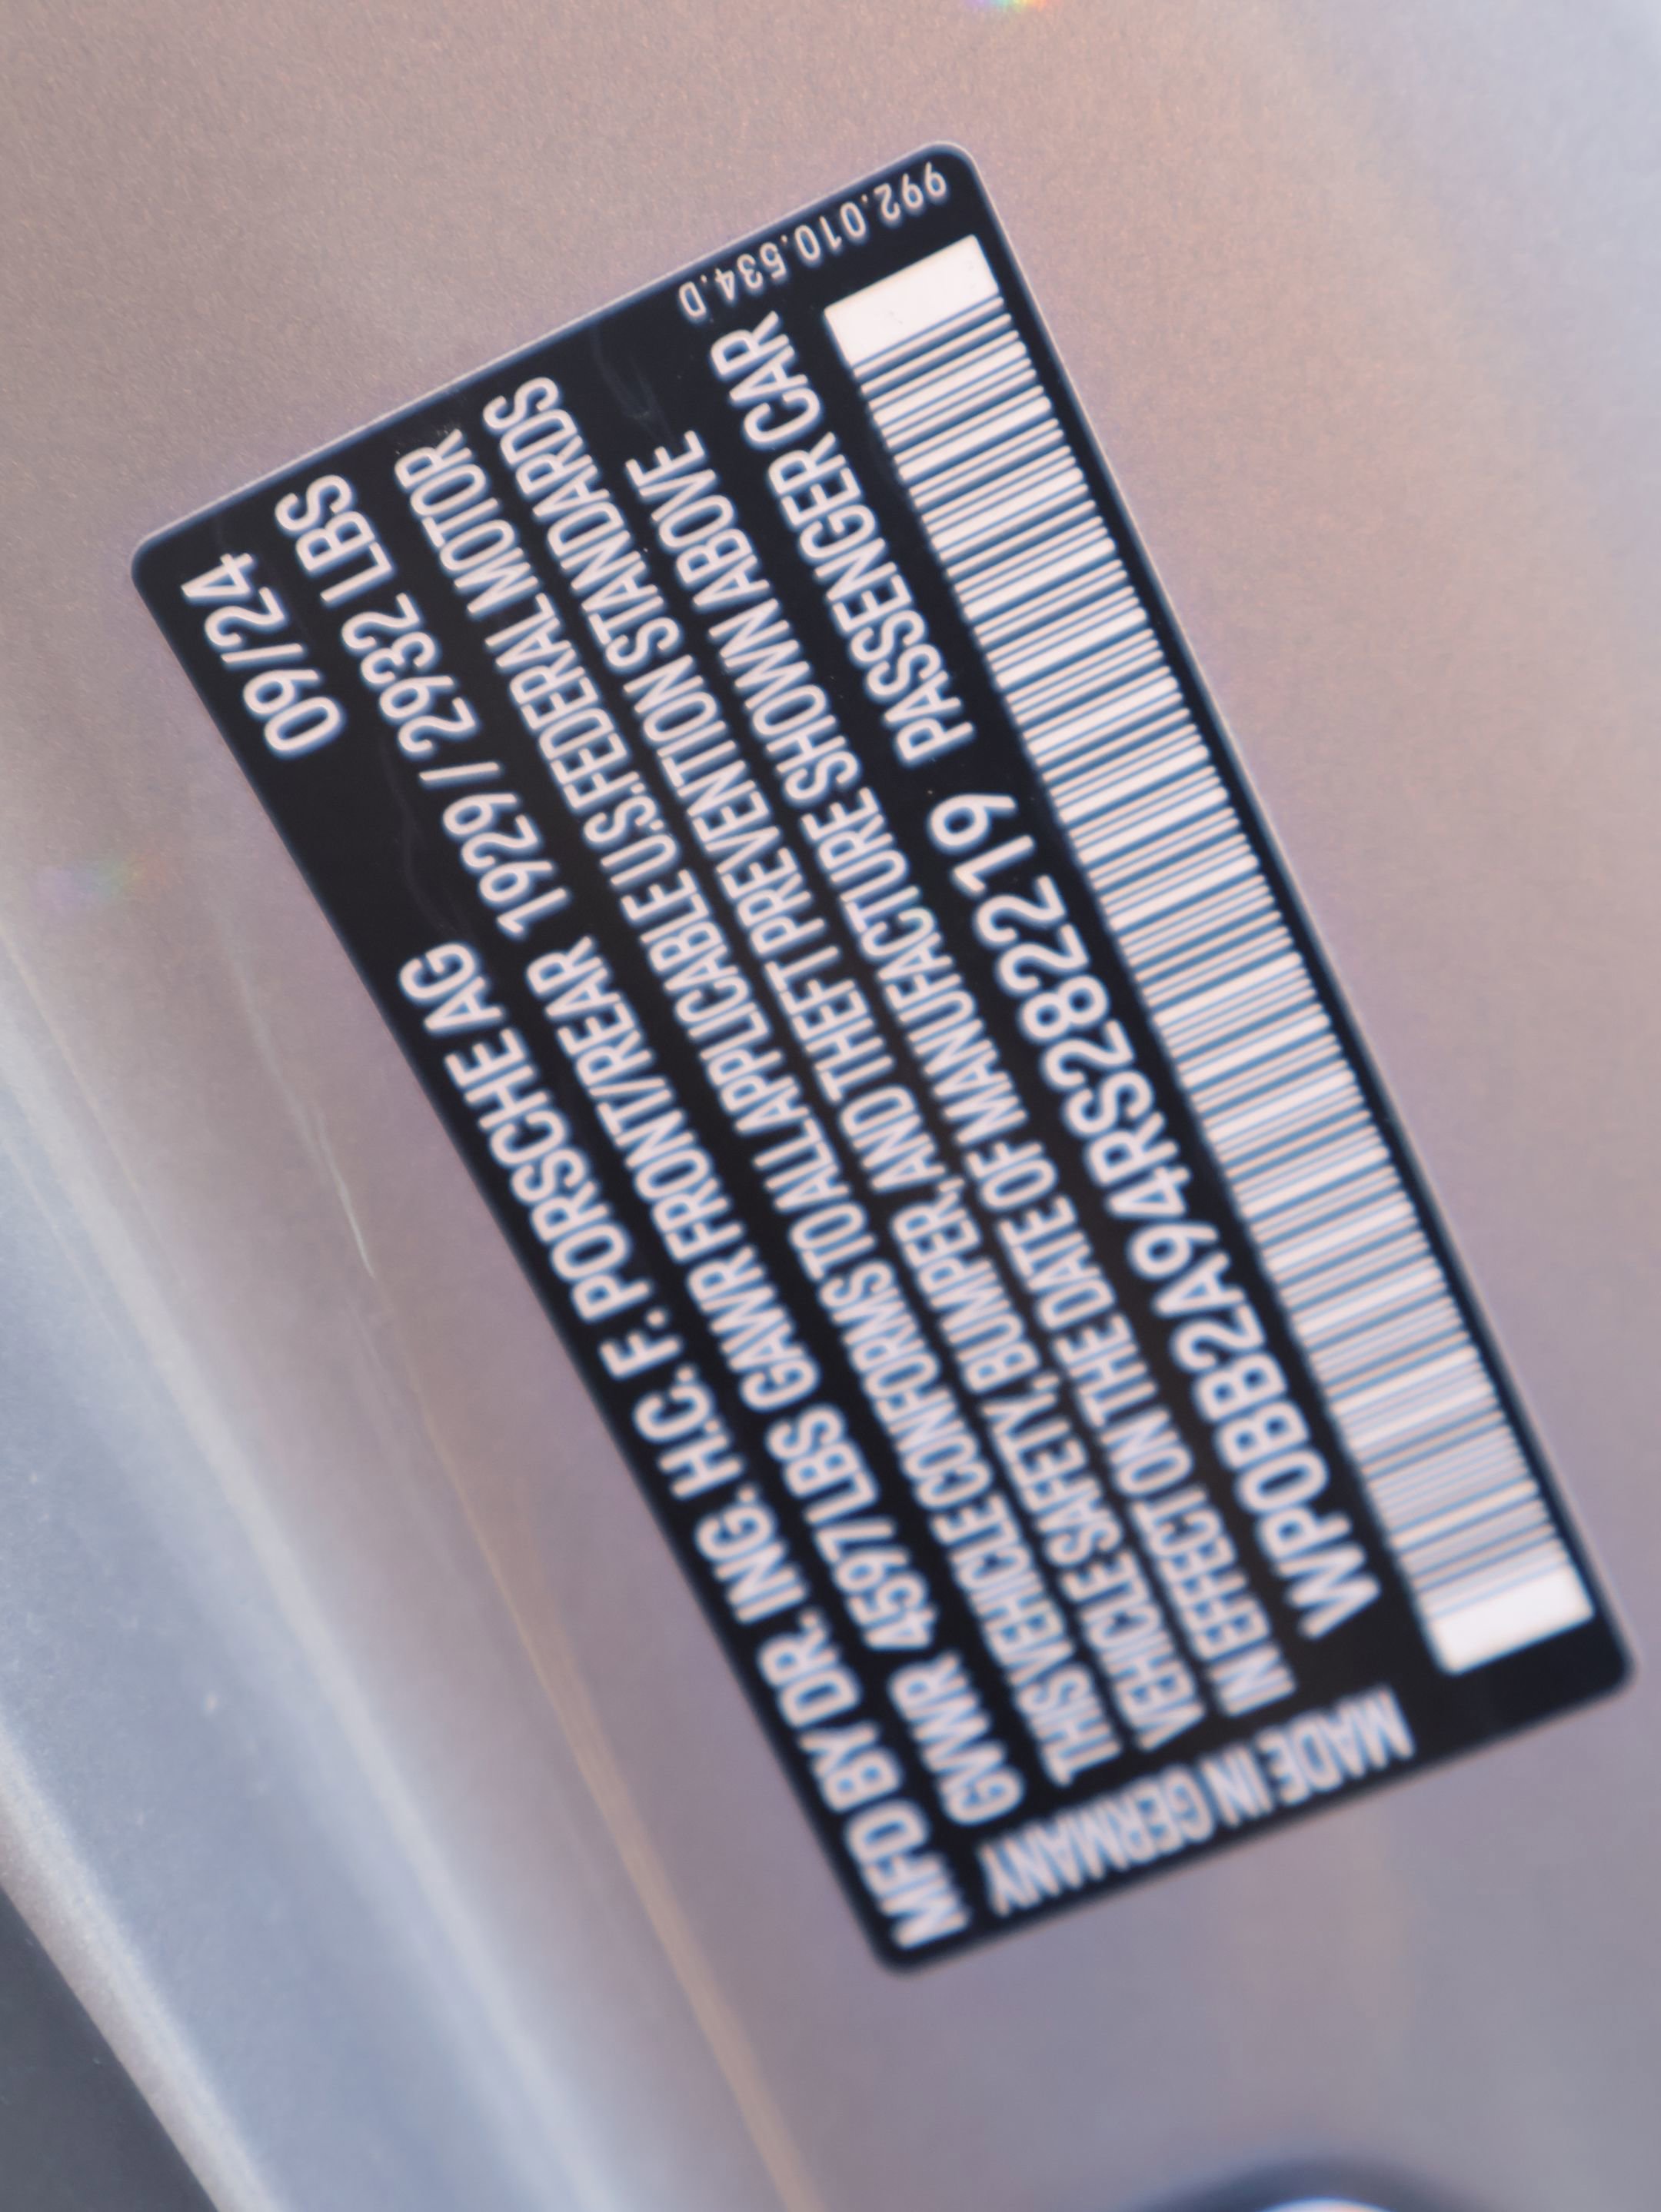 MFD BY DR. ING. H.C. F. PORSCHE AG 09/24
GVWR 4597LBS GAWR FRONT/REAR 1929 / 2932 LBS
THIS VEHICLE CONFORMS TO ALL APPLICABLE U.S. FEDERAL MOTOR
VEHICLE SAFETY, BUMPER, AND THEFT PREVENTION STANDARDS
IN EFFECT ON THE DATE OF MANUFACTURE SHOWN ABOVE
WP0BB2A94RS282219 PASSENGER CAR
MADE IN GERMANY
992.010.534.D